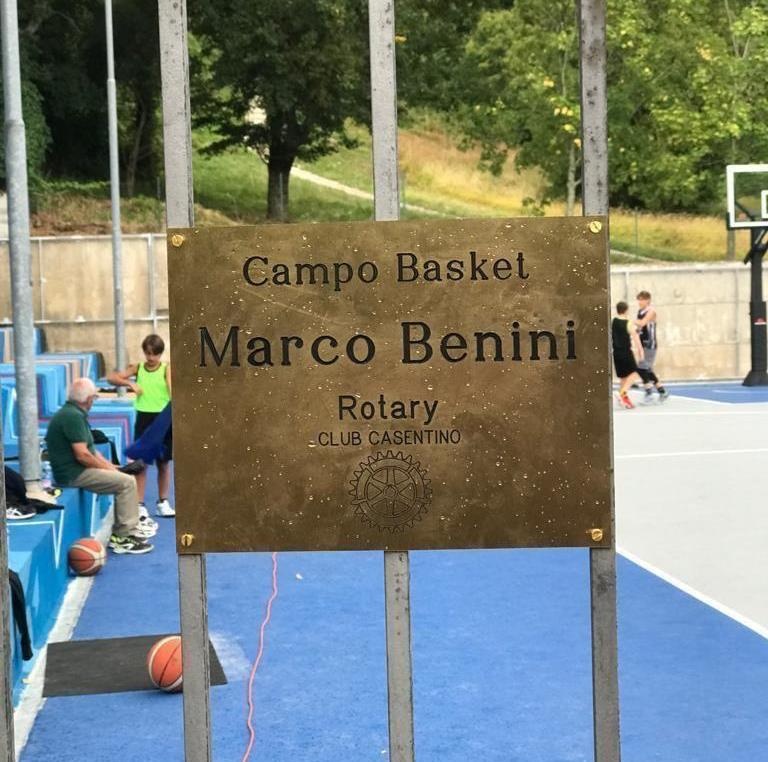 Campo Basket
Marco Benini
Rotary
CLUB CASENTINO